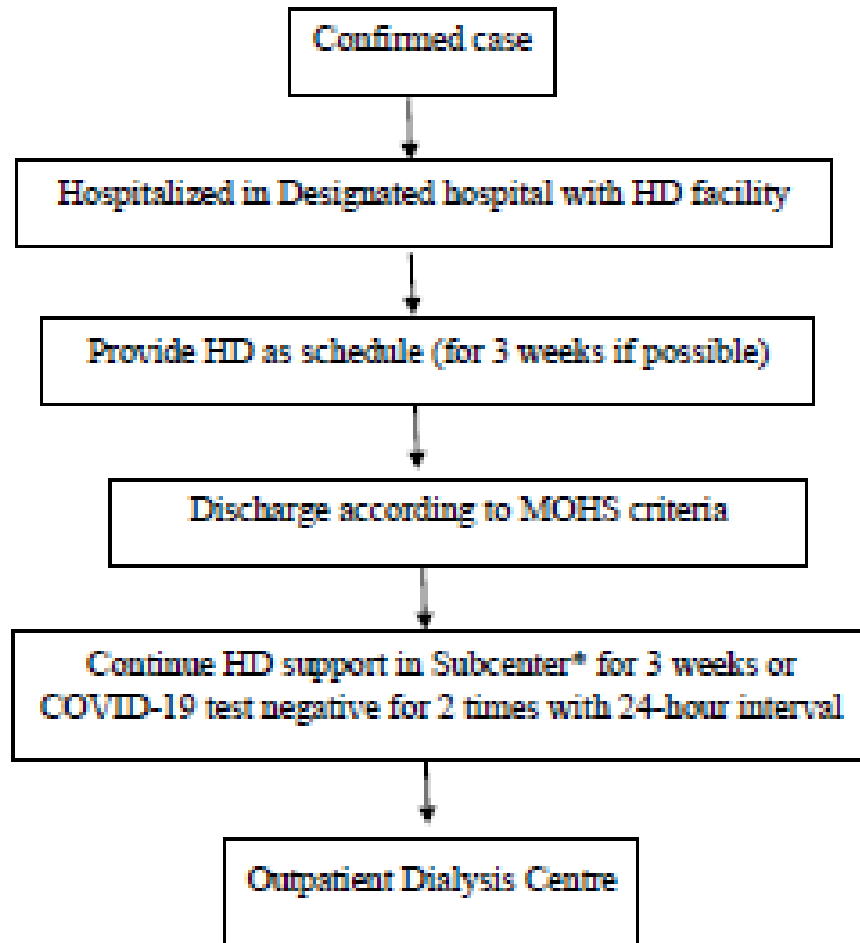 Confirmed case
Hospitalized in Designated hospital with HD facility
Provide HD as schedule (for 3 weeks if possible)
Discharge according to MOHS criteria
Continue HD support in Subcenter* for 3 weeks or
COVID-19 test negative for 2 times with 24-hour interval
Outpatient Dialysis Centre